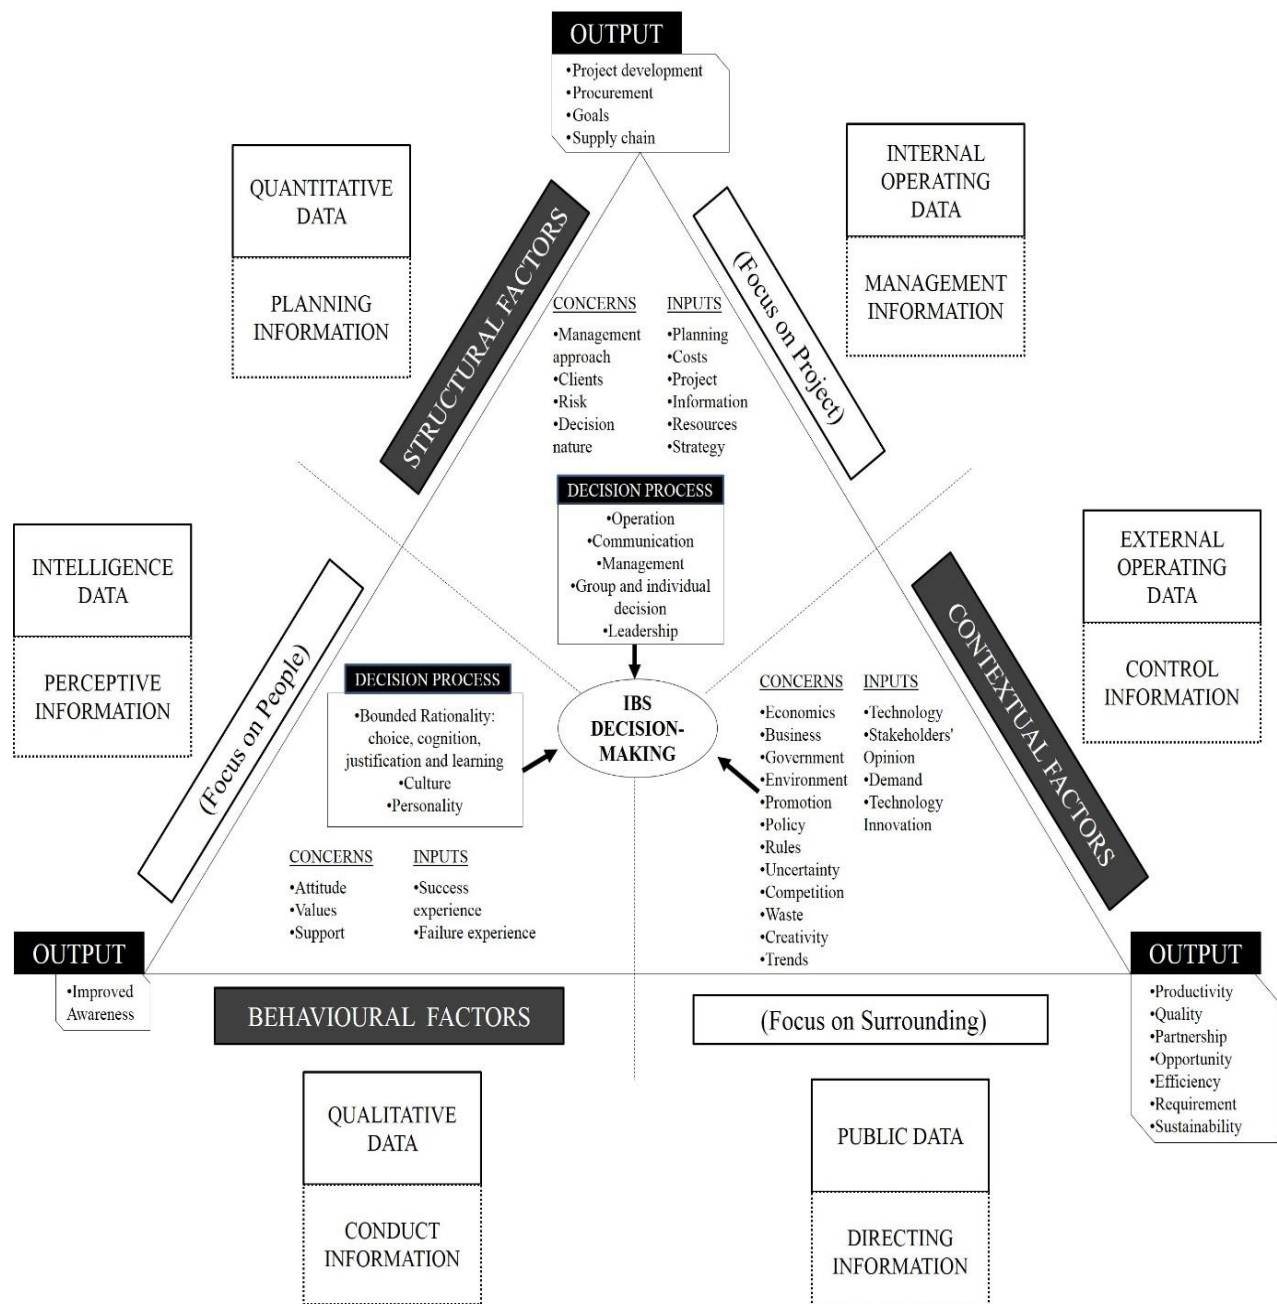 OUTPUT
•Project development
•Procurement
•Goals
•Supply chain
QUANTITATIVE
DATA
PLANNING
INFORMATION
STRUCTURAL FACTORS
(Focus on Project)
INTERNAL
OPERATING
DATA
MANAGEMENT
INFORMATION
CONCERNS
•Management
approach
•Clients
•Risk
•Decision
nature
INPUTS
•Planning
•Costs
•Project
•Information
•Resources
•Strategy
DECISION PROCESS
•Operation
•Communication
•Management
•Group and individual
decision
•Leadership
INTELLIGENCE
DATA
PERCEPTIVE
INFORMATION
(Focus on People)
DECISION PROCESS
•Bounded Rationality:
choice, cognition,
justification and learning
•Culture
•Personality
IBS
DECISION-
MAKING
CONCERNS
•Economics
•Business
•Government
•Environment
•Promotion
•Policy
•Rules
•Uncertainty
•Competition
•Waste
•Creativity
•Trends
INPUTS
•Technology
•Stakeholders'
Opinion
•Demand
•Technology
Innovation
CONTEXTUAL FACTORS
EXTERNAL
OPERATING
DATA
CONTROL
INFORMATION
CONCERNS
•Attitude
•Values
•Support
INPUTS
•Success
experience
•Failure experience
OUTPUT
•Improved
Awareness
BEHAVIOURAL FACTORS
(Focus on Surrounding)
OUTPUT
•Productivity
•Quality
•Partnership
•Opportunity
•Efficiency
•Requirement
•Sustainability
QUALITATIVE
DATA
CONDUCT
INFORMATION
PUBLIC DATA
DIRECTING
INFORMATION